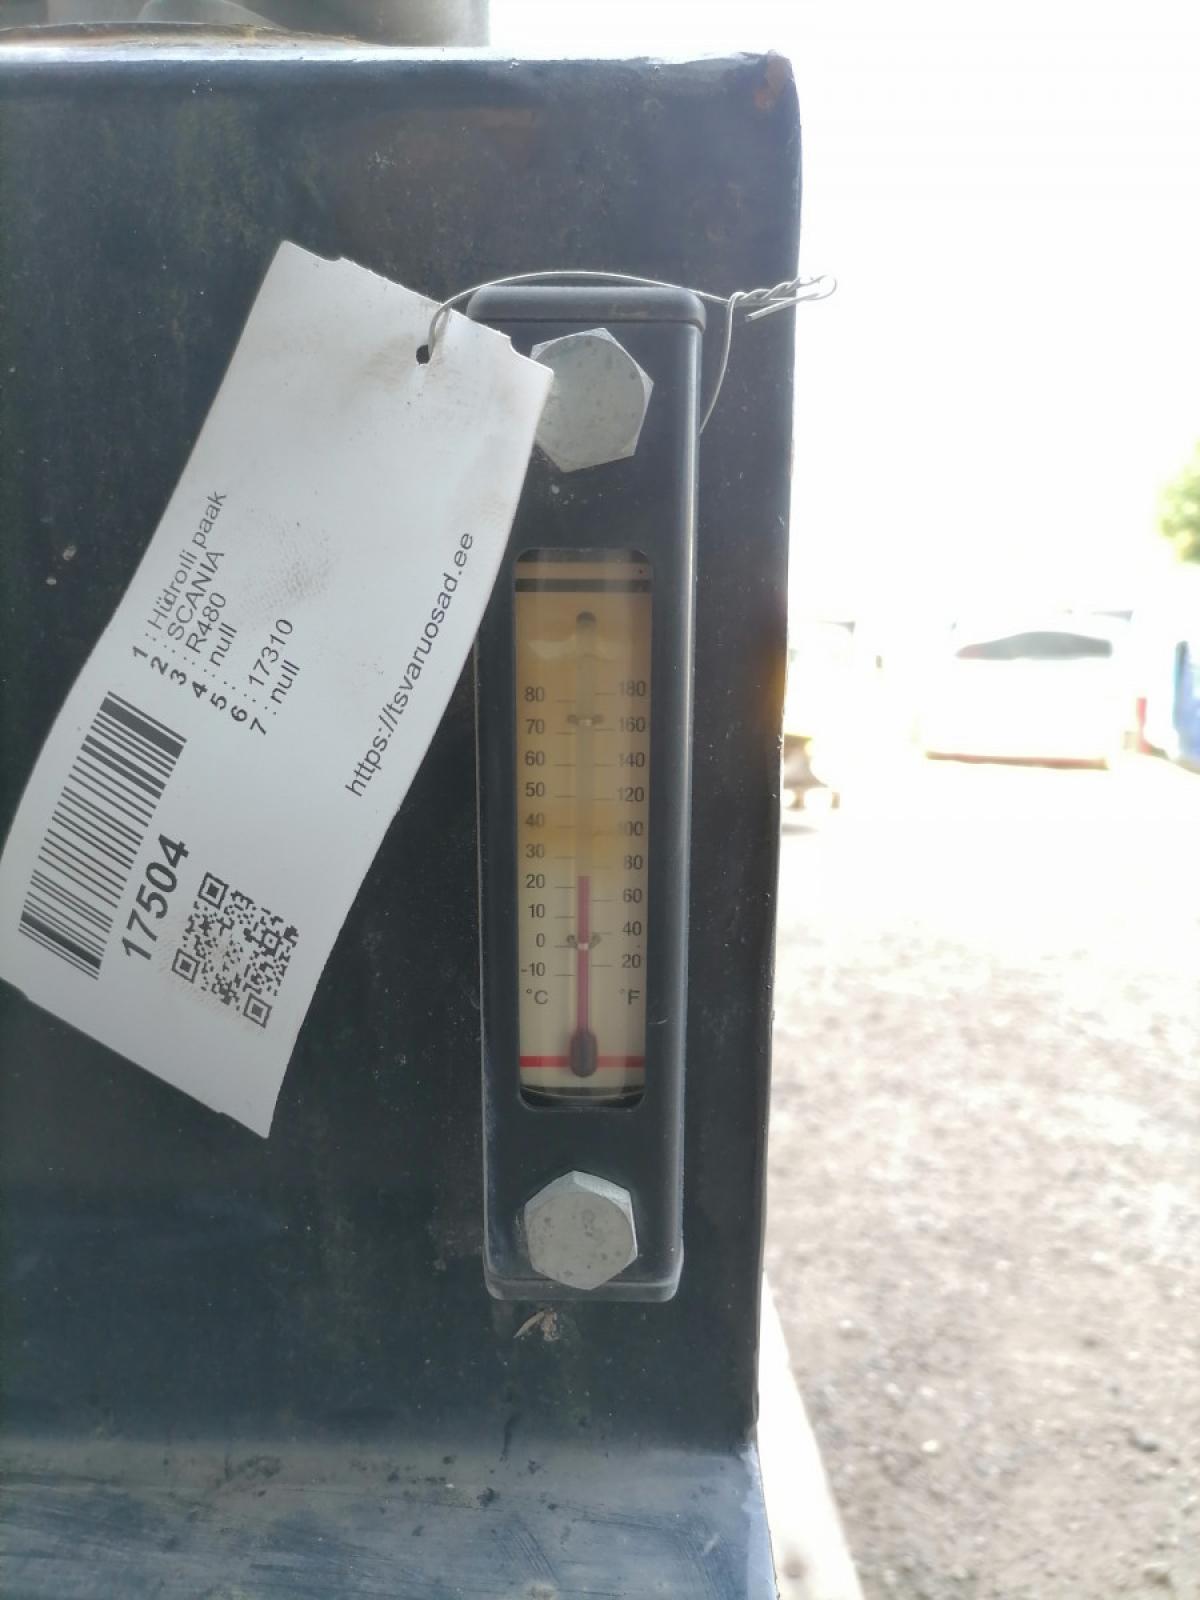 1 : Hüdroõli paak
2 : SCANIA
3 : R480
4 : null
5 :
6 : 17310
7 : null
17504
https://tsvaruosad.ee
80 180
70 160
60 140
50 120
40 100
30 80
20 60
10 40
0 20
-10
°C °F